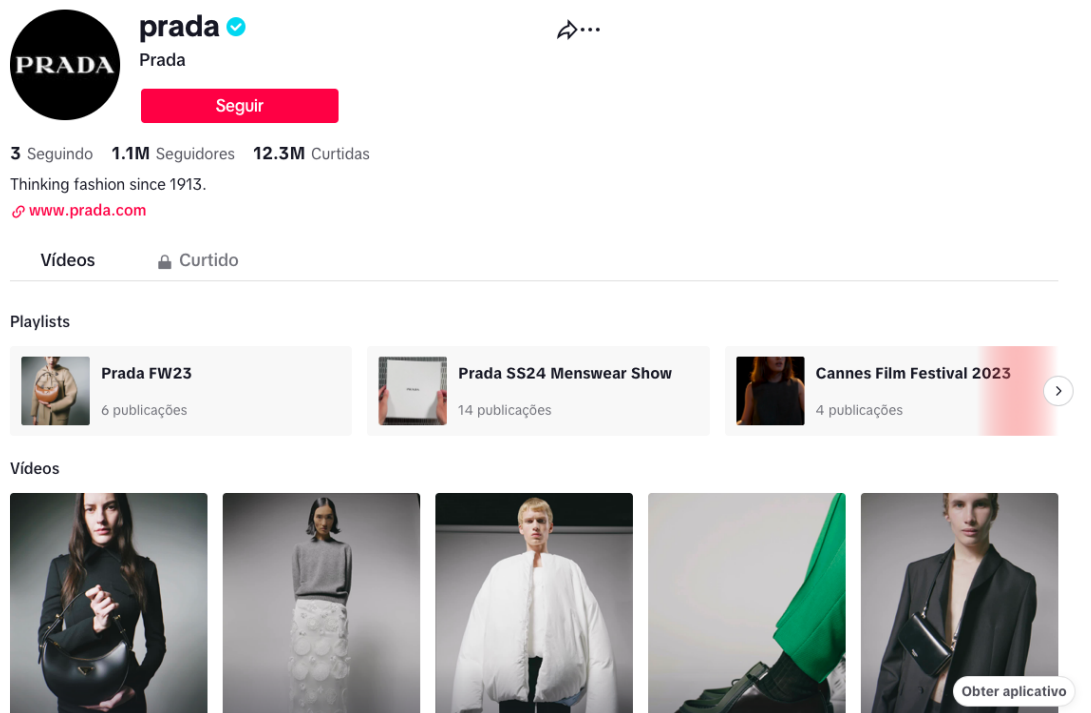 PRADA
prada
Prada
Seguir
3 Seguindo 1.1M Seguidores 12.3M Curtidas
Thinking fashion since 1913.
www.prada.com
Vídeos Curtido
Playlists
Prada FW23
6 publicações
Prada SS24 Menswear Show
14 publicações
Cannes Film Festival 2023
4 publicações
Vídeos
Obter aplicativo